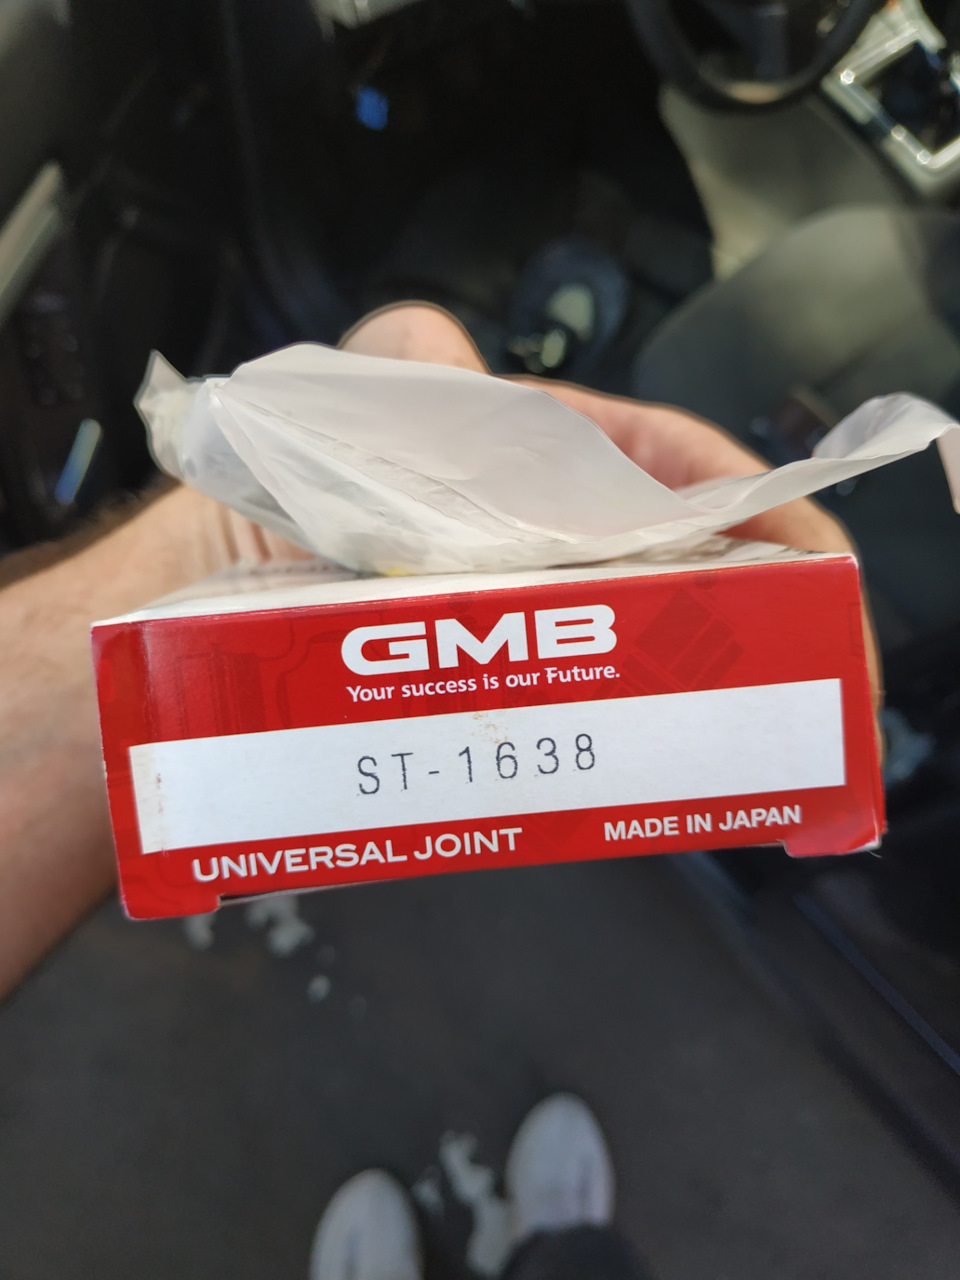 GMB
Your success is our Future.
ST-1638
UNIVERSAL JOINT MADE IN JAPAN